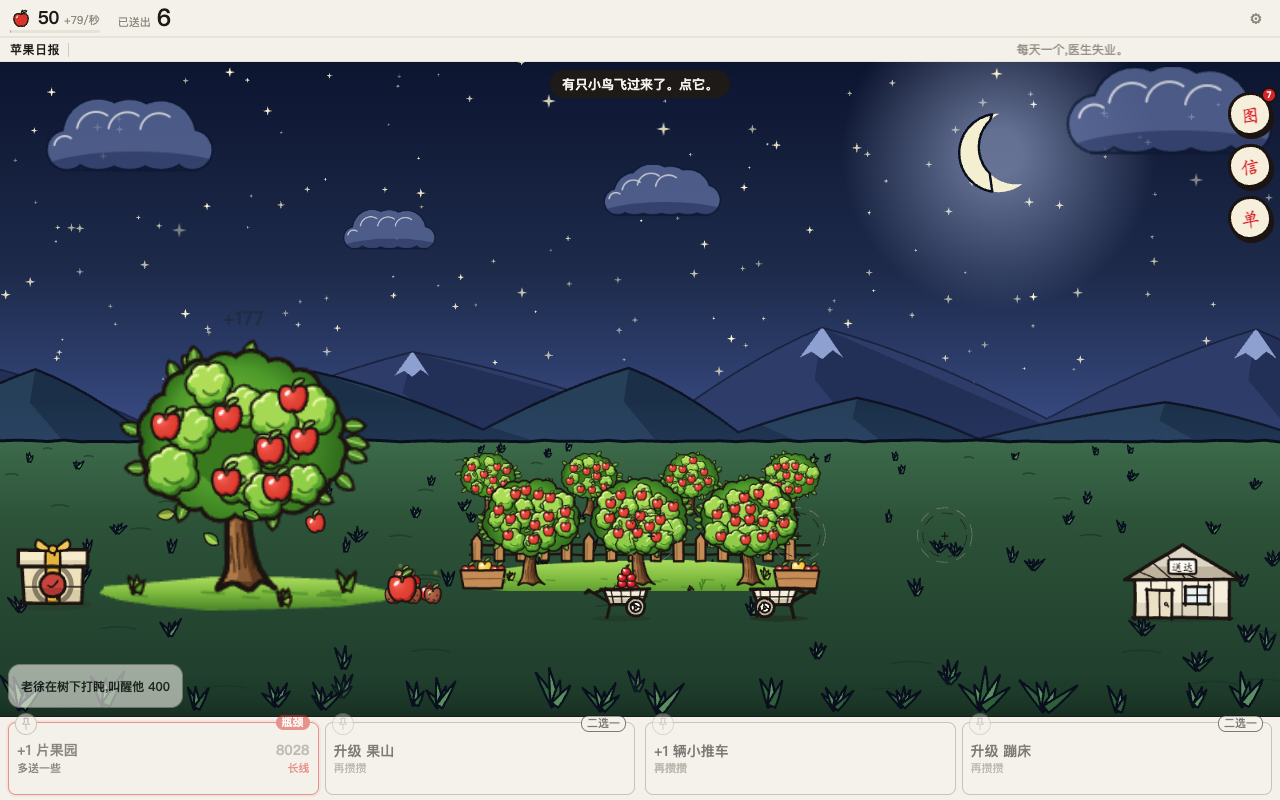 50 +79/秒 已送出 6
苹果日报
每天一个,医生失业。
有只小鸟飞过来了。点它。
7
图
信
单
+177
送达
老徐在树下打盹,叫醒他 400
瓶颈
+1 片果园 8028
多送一些 长线
二选一
升级 果山
再攒攒
+1 辆小推车
再攒攒
二选一
升级 蹦床
再攒攒